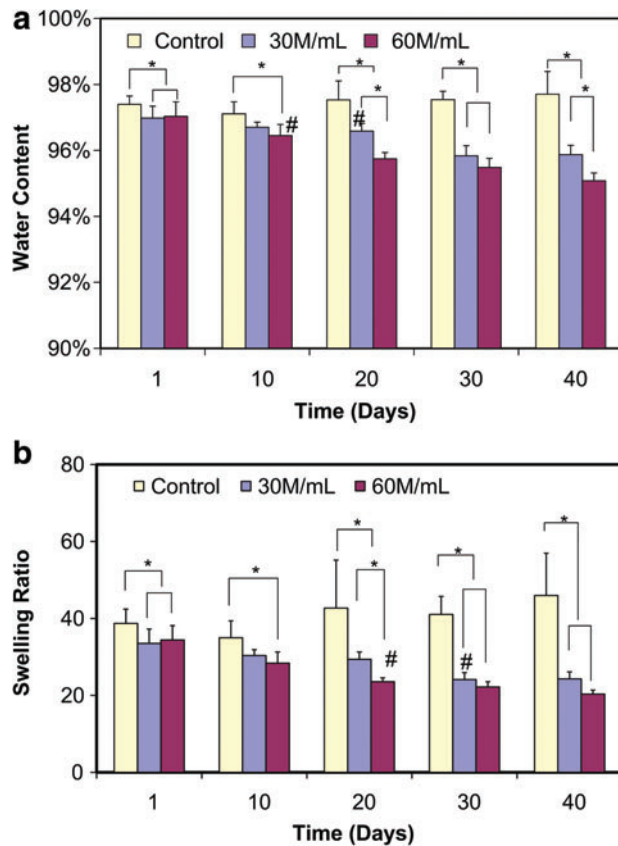 a
100%
Control 30M/mL 60M/mL
98%
* * * * *
* *
# #
96%
94%
92%
90%
Water Content
1 10 20 30 40
Time (Days)
b
80
Control 30M/mL 60M/mL
60
* * * * *
*
40
# #
20
0
Swelling Ratio
1 10 20 30 40
Time (Days)